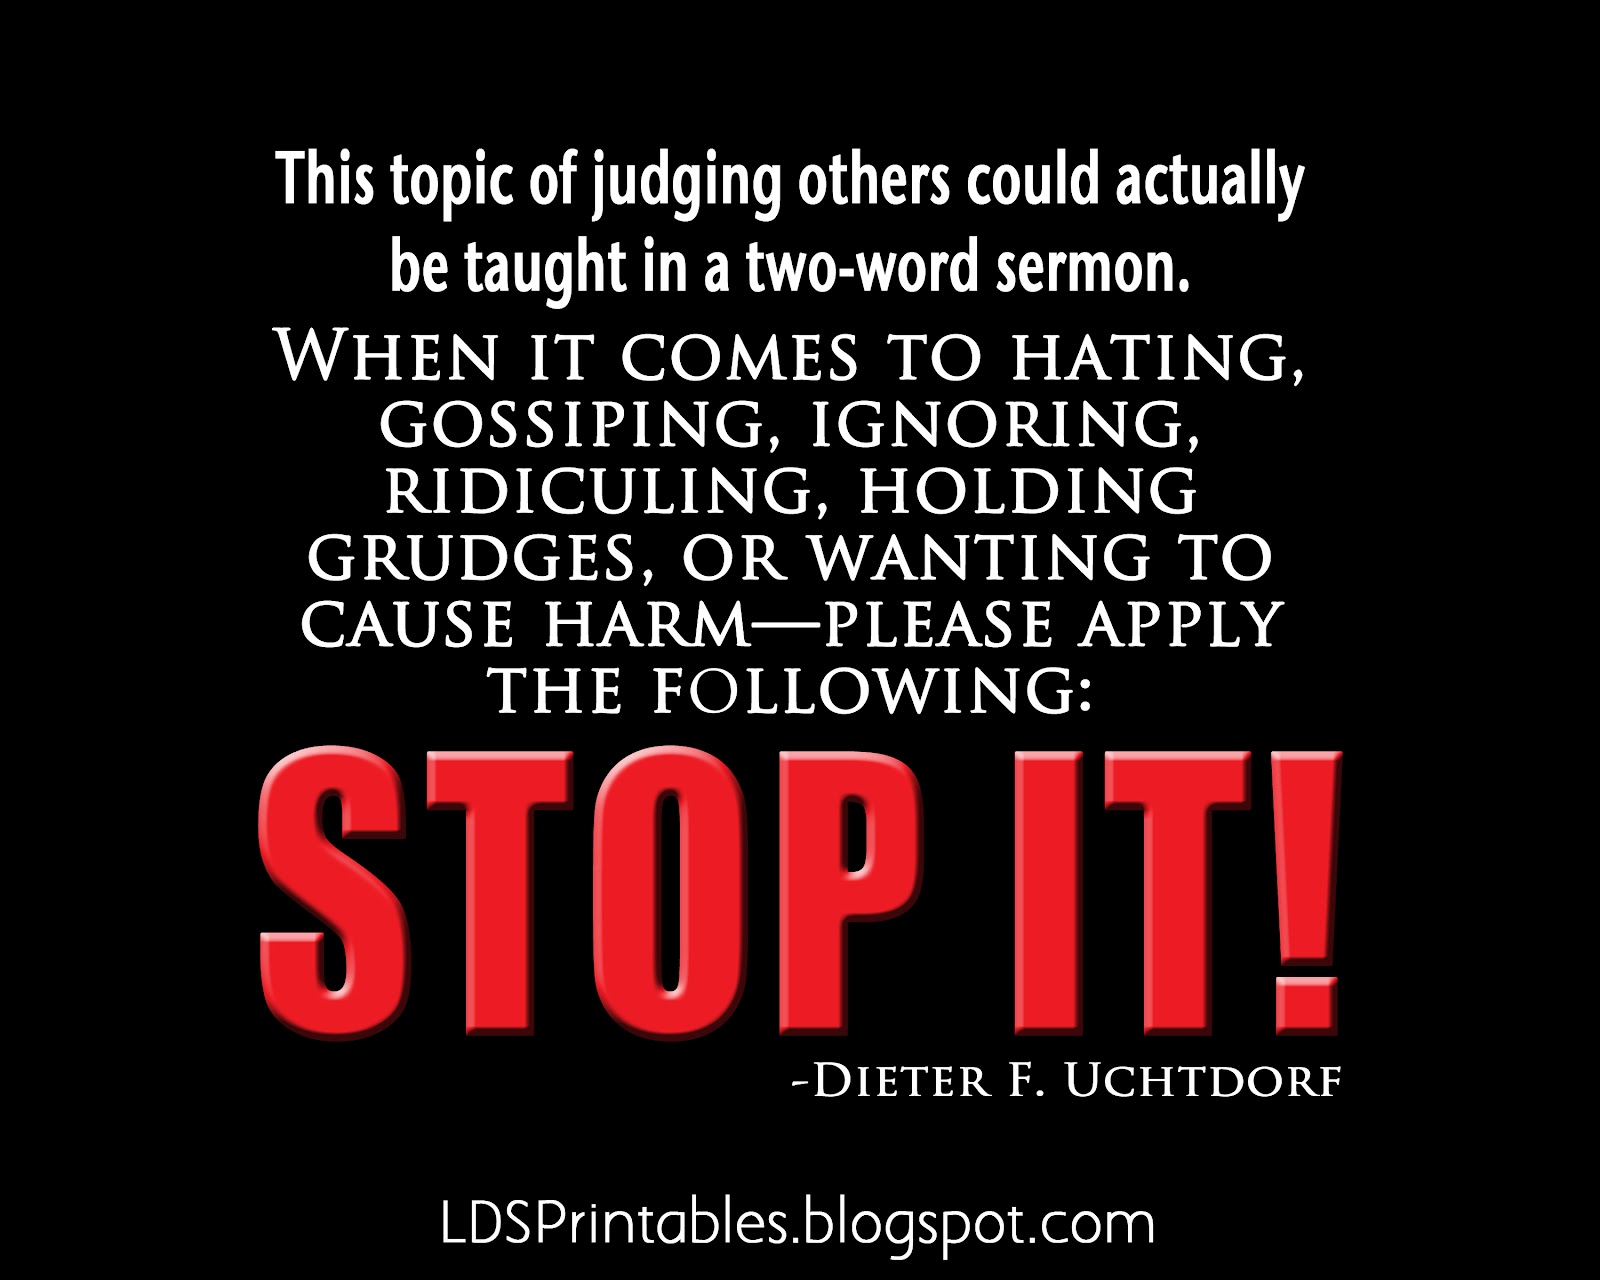 This topic of judging others could actually
be taught in a two-word sermon.
When it comes to hating,
gossiping, ignoring,
ridiculing, holding
grudges, or wanting to
cause harm—please apply
the following:
STOP IT!
-Dieter F. Uchtdorf
LDSPrintables.blogspot.com